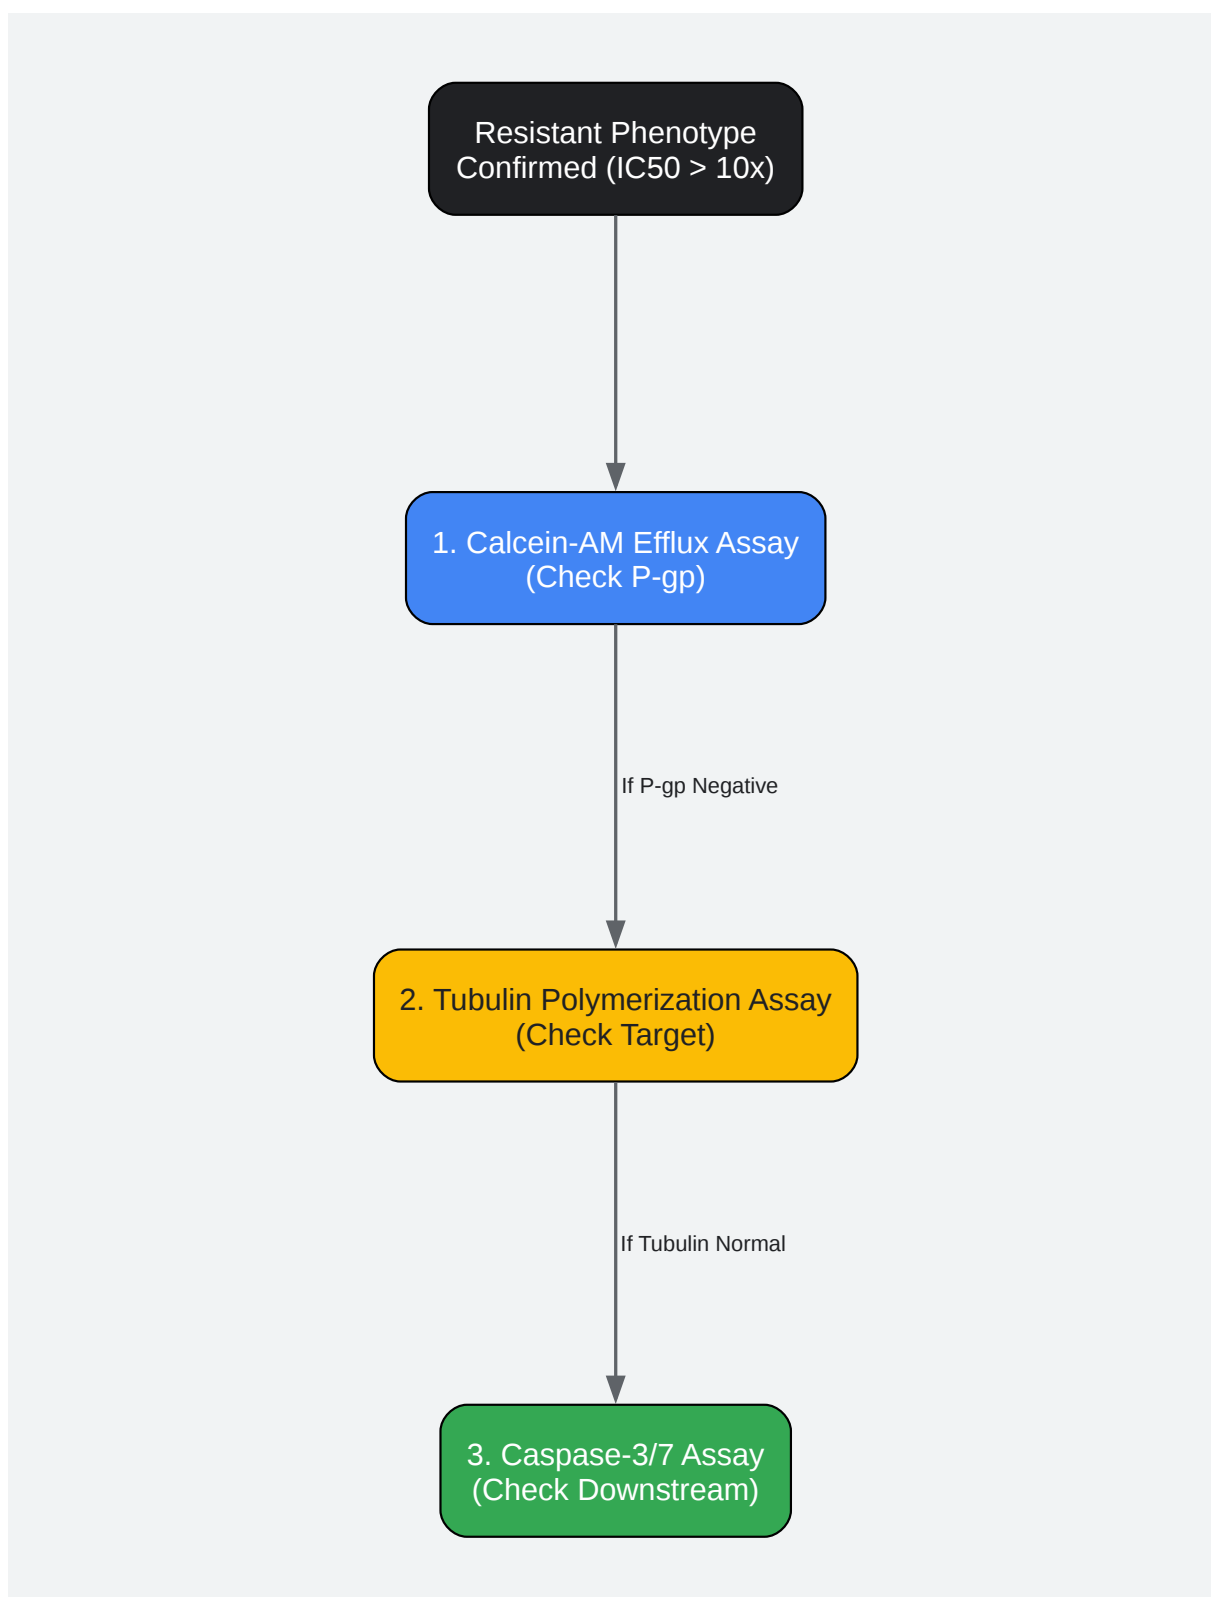 Resistant Phenotype
Confirmed (IC50 > 10x)
1. Calcein-AM Efflux Assay
(Check P-gp)
If P-gp Negative
2. Tubulin Polymerization Assay
(Check Target)
If Tubulin Normal
3. Caspase-3/7 Assay
(Check Downstream)